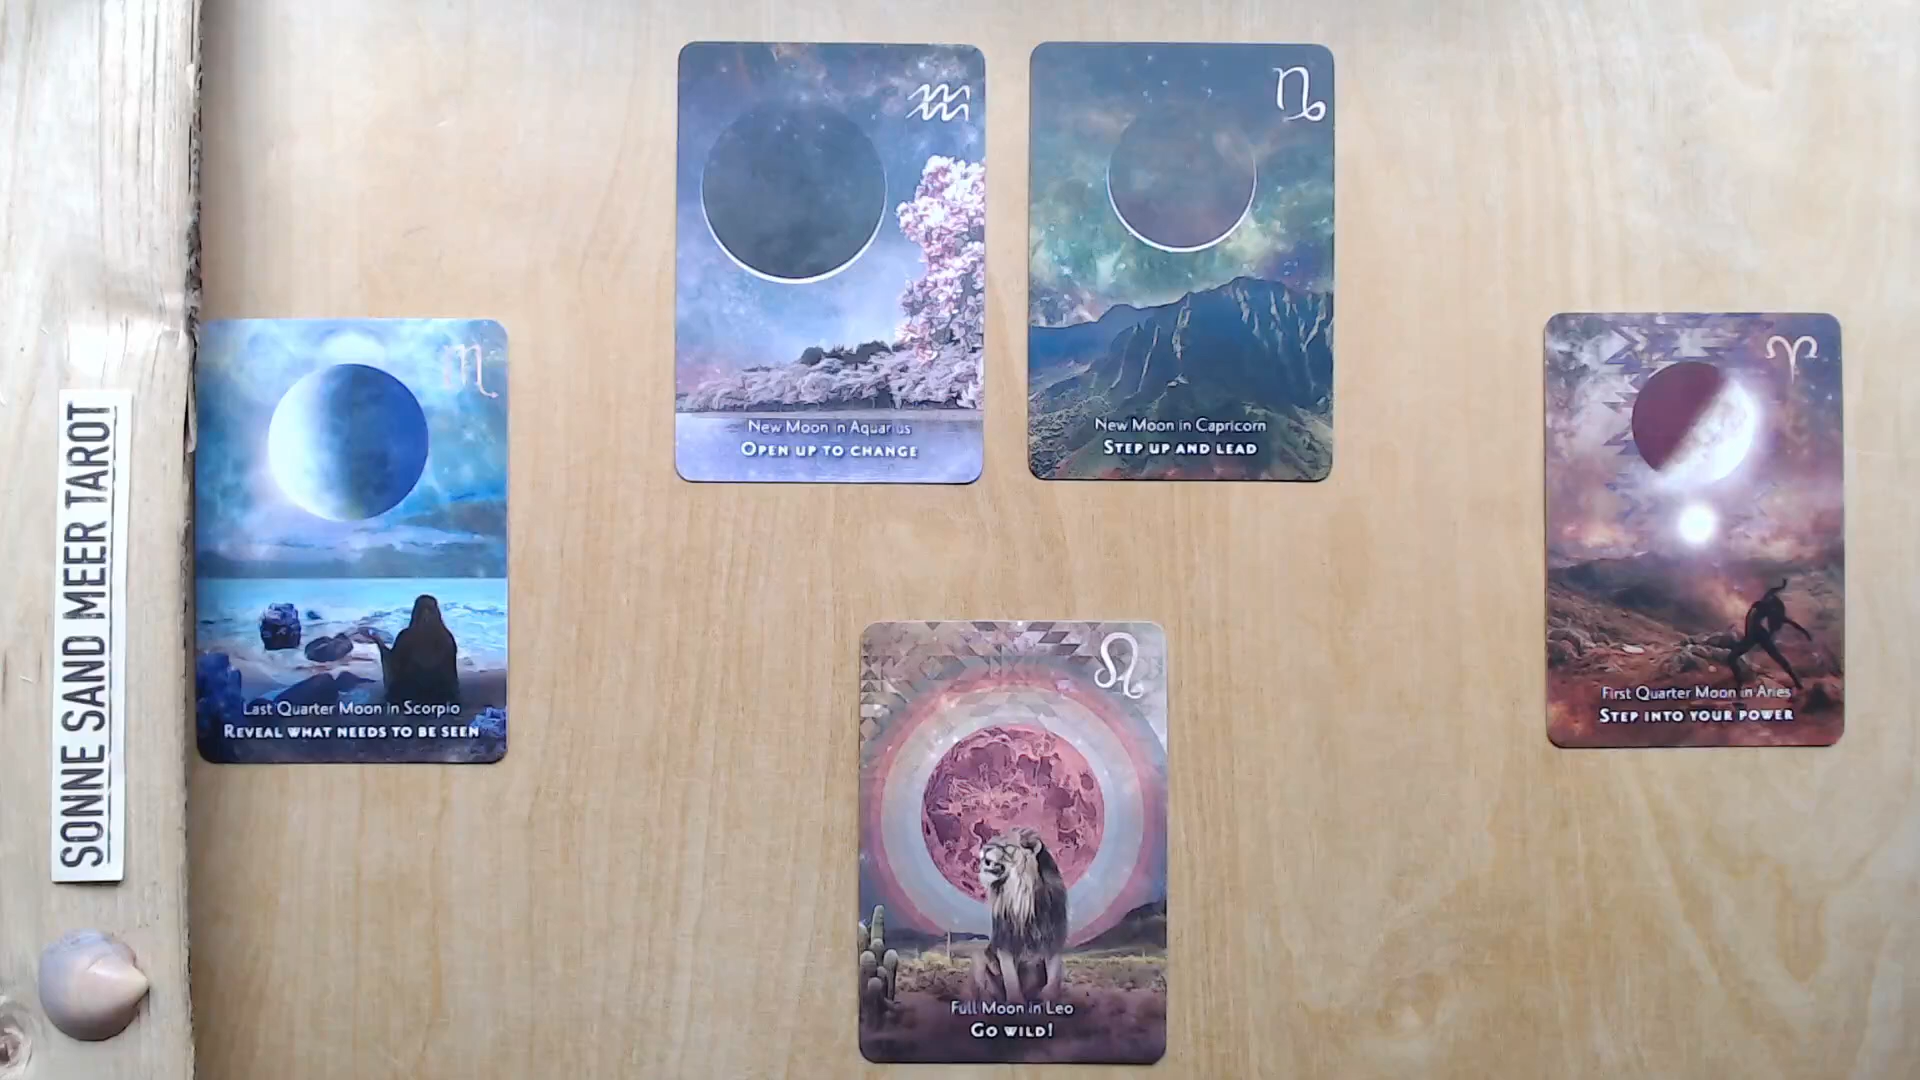 SONNE SAND MEER TAROT
New Moon in Aquarius
OPEN UP TO CHANGE
New Moon in Capricorn
STEP UP AND LEAD
Last Quarter Moon in Scorpio
REVEAL WHAT NEEDS TO BE SEEN
First Quarter Moon in Aries
STEP INTO YOUR POWER
Full Moon in Leo
GO WILD!